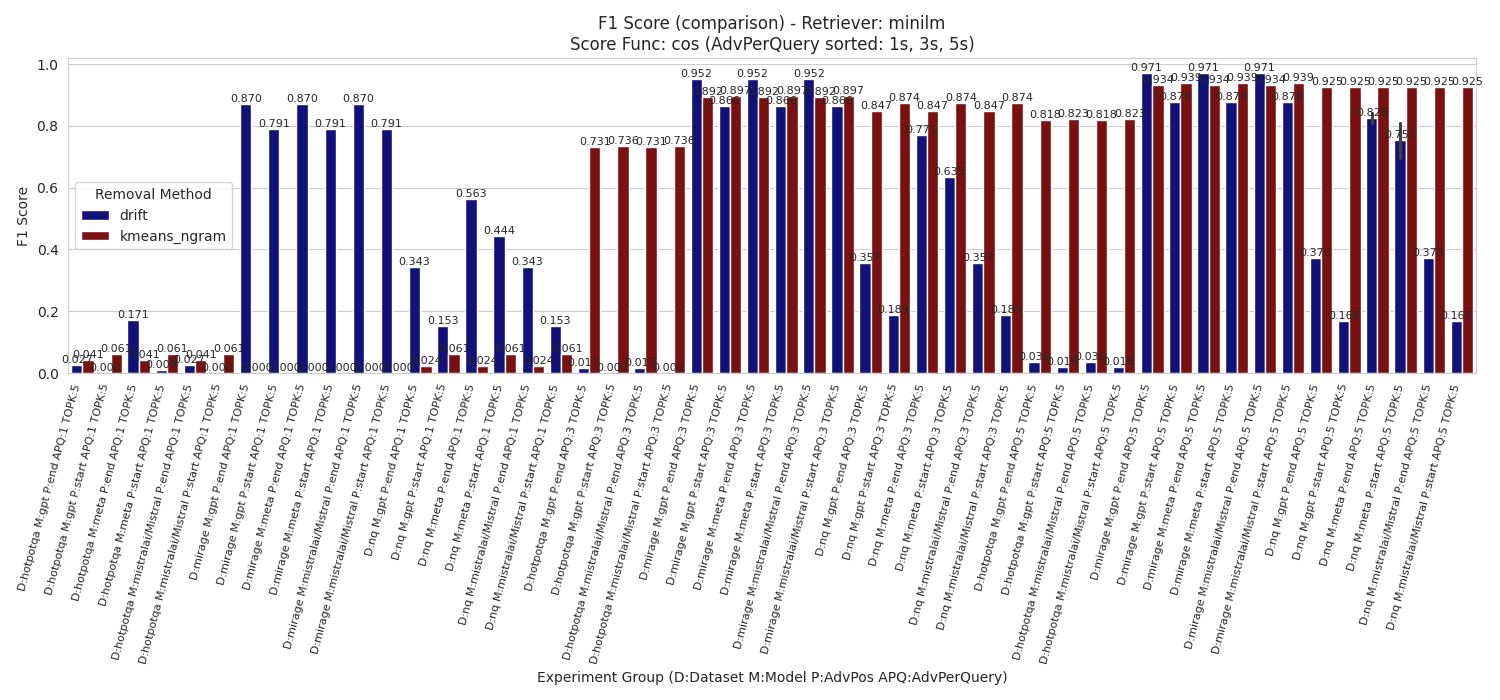 F1 Score (comparison) - Retriever: minilm
Score Func: cos (AdvPerQuery sorted: 1s, 3s, 5s)
F1 Score
1.0
0.8
0.6
0.4
0.2
0.0
Removal Method
drift
kmeans_ngram
0.041
0.171
0.061
0.061
0.061
0.870
0.791
0.870
0.791
0.870
0.791
0.343
0.153
0.563
0.444
0.343
0.153
0.731
0.736
0.731
0.736
0.952
0.952
0.952
0.897
0.847
0.874
0.847
0.874
0.847
0.874
0.818
0.823
0.818
0.823
0.971
0.971
0.971
0.939
0.925
0.925
0.925
0.925
0.925
0.925
D:hotpotqa M:gpt P:end APQ:1 TOPK:5
D:hotpotqa M:gpt P:start APQ:1 TOPK:5
D:hotpotqa M:meta P:end APQ:1 TOPK:5
D:hotpotqa M:meta P:start APQ:1 TOPK:5
D:hotpotqa M:mistralai/Mistral P:end APQ:1 TOPK:5
D:hotpotqa M:mistralai/Mistral P:start APQ:1 TOPK:5
D:mirage M:gpt P:end APQ:1 TOPK:5
D:mirage M:gpt P:start APQ:1 TOPK:5
D:mirage M:meta P:end APQ:1 TOPK:5
D:mirage M:meta P:start APQ:1 TOPK:5
D:mirage M:mistralai/Mistral P:end APQ:1 TOPK:5
D:mirage M:mistralai/Mistral P:start APQ:1 TOPK:5
D:nq M:gpt P:end APQ:1 TOPK:5
D:nq M:gpt P:start APQ:1 TOPK:5
D:nq M:meta P:end APQ:1 TOPK:5
D:nq M:meta P:start APQ:1 TOPK:5
D:nq M:mistralai/Mistral P:end APQ:1 TOPK:5
D:nq M:mistralai/Mistral P:start APQ:1 TOPK:5
D:hotpotqa M:gpt P:end APQ:3 TOPK:5
D:hotpotqa M:gpt P:start APQ:3 TOPK:5
D:hotpotqa M:mistralai/Mistral P:end APQ:3 TOPK:5
D:hotpotqa M:mistralai/Mistral P:start APQ:3 TOPK:5
D:mirage M:gpt P:end APQ:3 TOPK:5
D:mirage M:gpt P:start APQ:3 TOPK:5
D:mirage M:meta P:end APQ:3 TOPK:5
D:mirage M:meta P:start APQ:3 TOPK:5
D:mirage M:mistralai/Mistral P:end APQ:3 TOPK:5
D:mirage M:mistralai/Mistral P:start APQ:3 TOPK:5
D:nq M:gpt P:end APQ:3 TOPK:5
D:nq M:gpt P:start APQ:3 TOPK:5
D:nq M:meta P:end APQ:3 TOPK:5
D:nq M:meta P:start APQ:3 TOPK:5
D:nq M:mistralai/Mistral P:end APQ:3 TOPK:5
D:nq M:mistralai/Mistral P:start APQ:3 TOPK:5
D:hotpotqa M:gpt P:end APQ:5 TOPK:5
D:hotpotqa M:gpt P:start APQ:5 TOPK:5
D:hotpotqa M:mistralai/Mistral P:end APQ:5 TOPK:5
D:hotpotqa M:mistralai/Mistral P:start APQ:5 TOPK:5
D:mirage M:gpt P:end APQ:5 TOPK:5
D:mirage M:gpt P:start APQ:5 TOPK:5
D:mirage M:meta P:end APQ:5 TOPK:5
D:mirage M:meta P:start APQ:5 TOPK:5
D:mirage M:mistralai/Mistral P:end APQ:5 TOPK:5
D:mirage M:mistralai/Mistral P:start APQ:5 TOPK:5
D:nq M:gpt P:end APQ:5 TOPK:5
D:nq M:gpt P:start APQ:5 TOPK:5
D:nq M:meta P:end APQ:5 TOPK:5
D:nq M:meta P:start APQ:5 TOPK:5
D:nq M:mistralai/Mistral P:end APQ:5 TOPK:5
D:nq M:mistralai/Mistral P:start APQ:5 TOPK:5
Experiment Group (D:Dataset M:Model P:AdvPos APQ:AdvPerQuery)